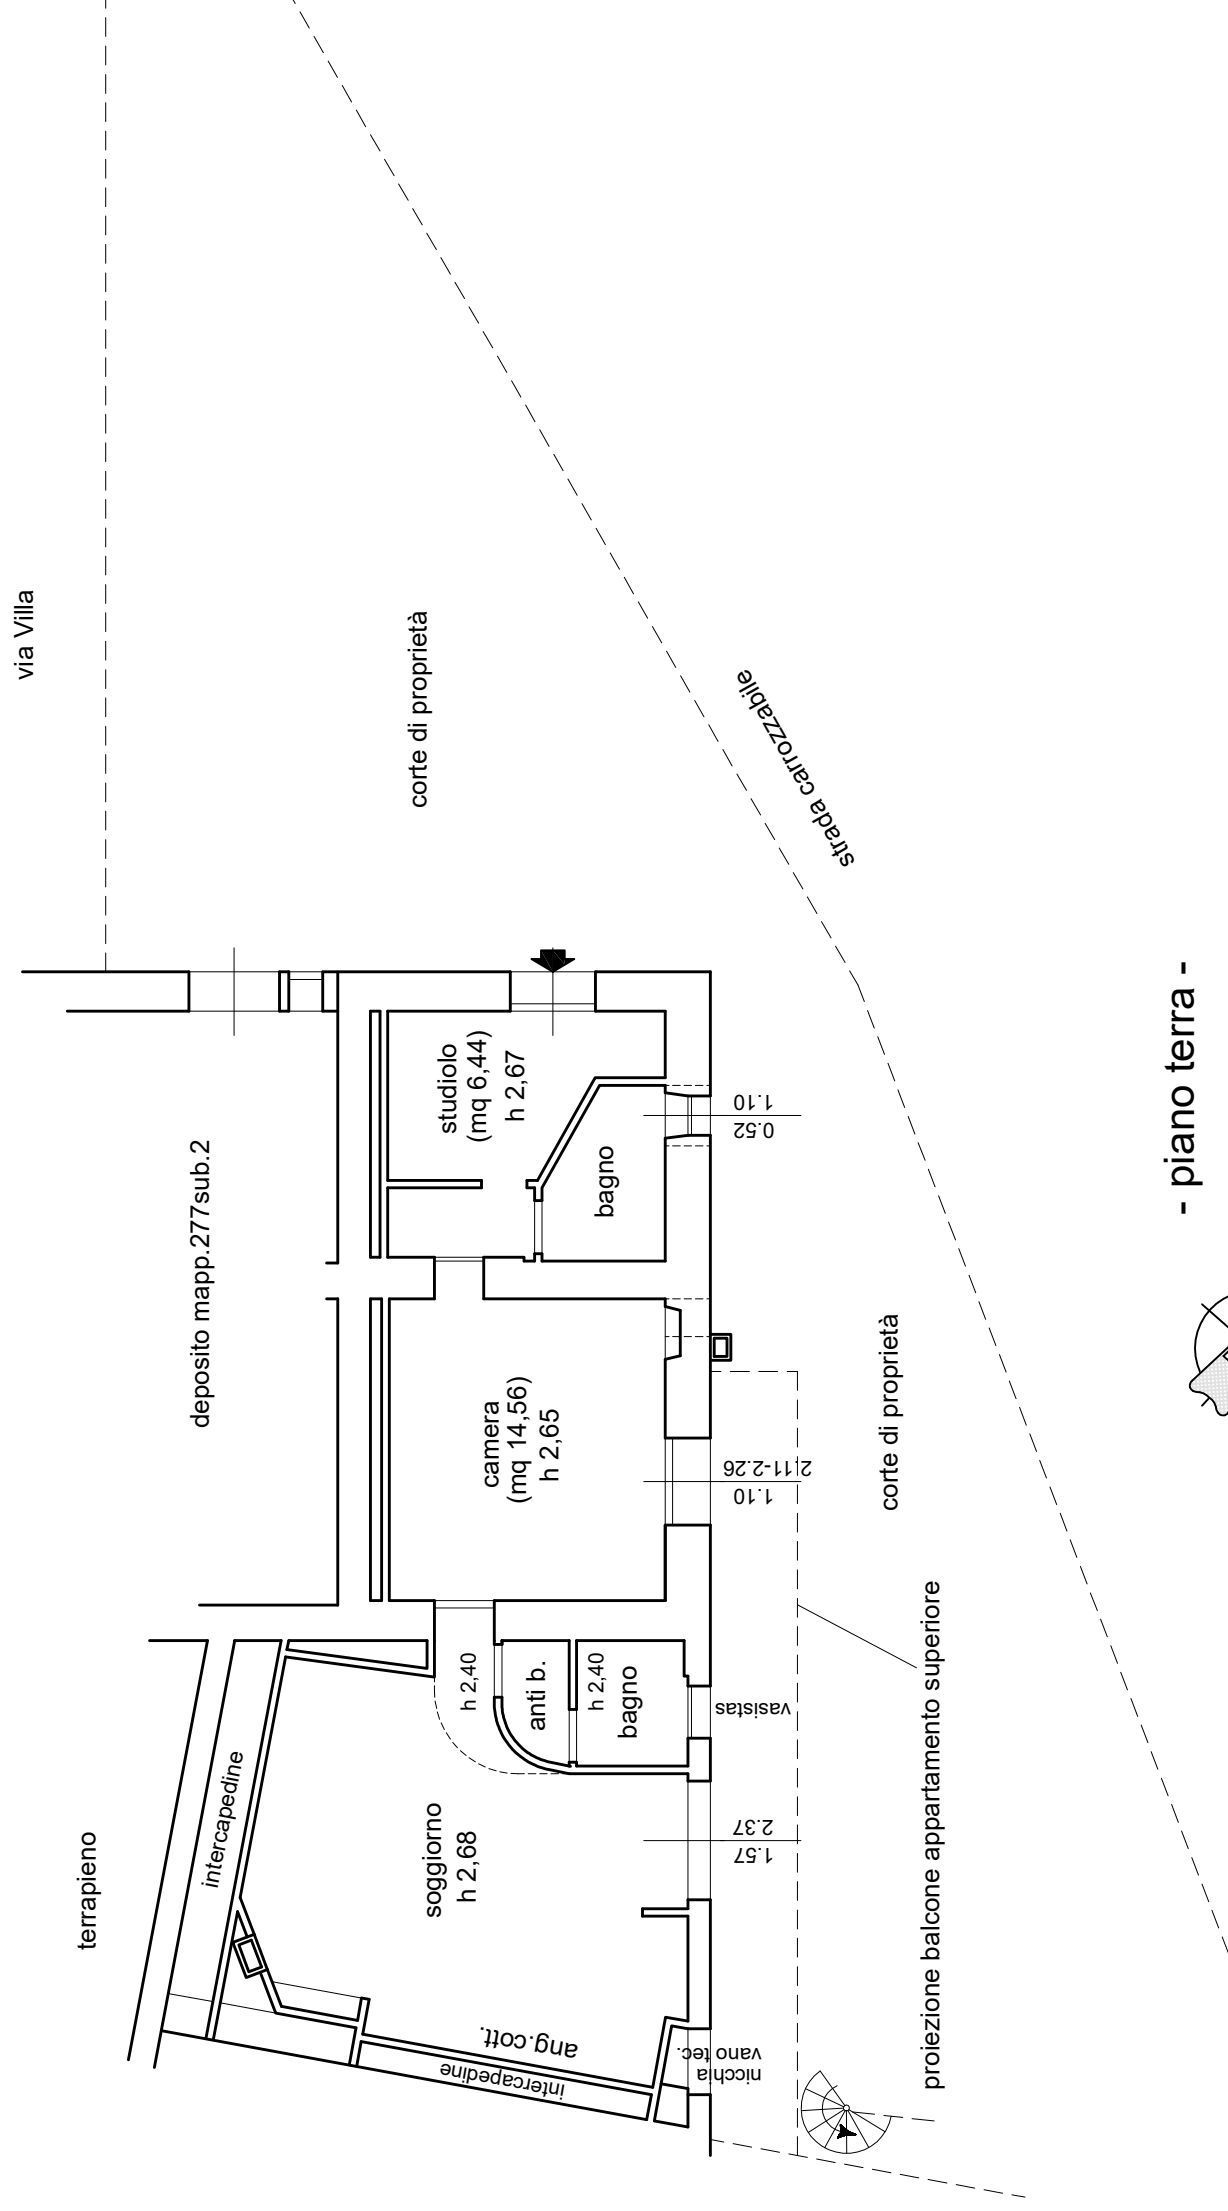 via Villa
corte di proprietà
strada carrozzabile
deposito mapp.277sub.2
studiolo
(mq 6,44)
h 2,67
bagno
1.10
0.52
- piano terra -
camera
(mq 14,56)
h 2,65
2.11-2.26
1.10
corte di proprietà
h 2,40
anti b.
h 2,40
bagno
vasistas
proiezione balcone appartamento superiore
terrapieno
intercapedine
soggiorno
h 2,68
2.37
1.57
ang.cott.
intercapedine
nicchia
vano tec.